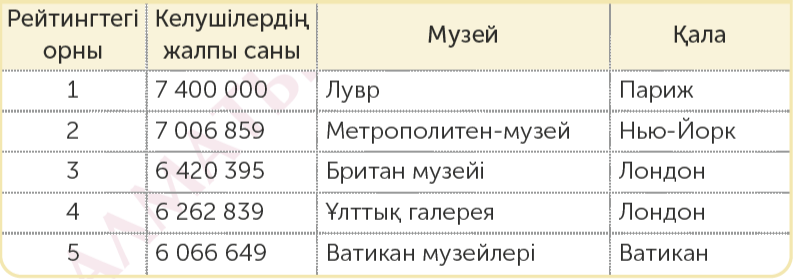 Рейтингтегі орны Келушілердің жалпы саны Музей Қала
1 7 400 000 Лувр Париж
2 7 006 859 Метрополитен-музей Нью-Йорк
3 6 420 395 Британ музейі Лондон
4 6 262 839 Ұлттық галерея Лондон
5 6 066 649 Ватикан музейлері Ватикан
АЛМАТЫ